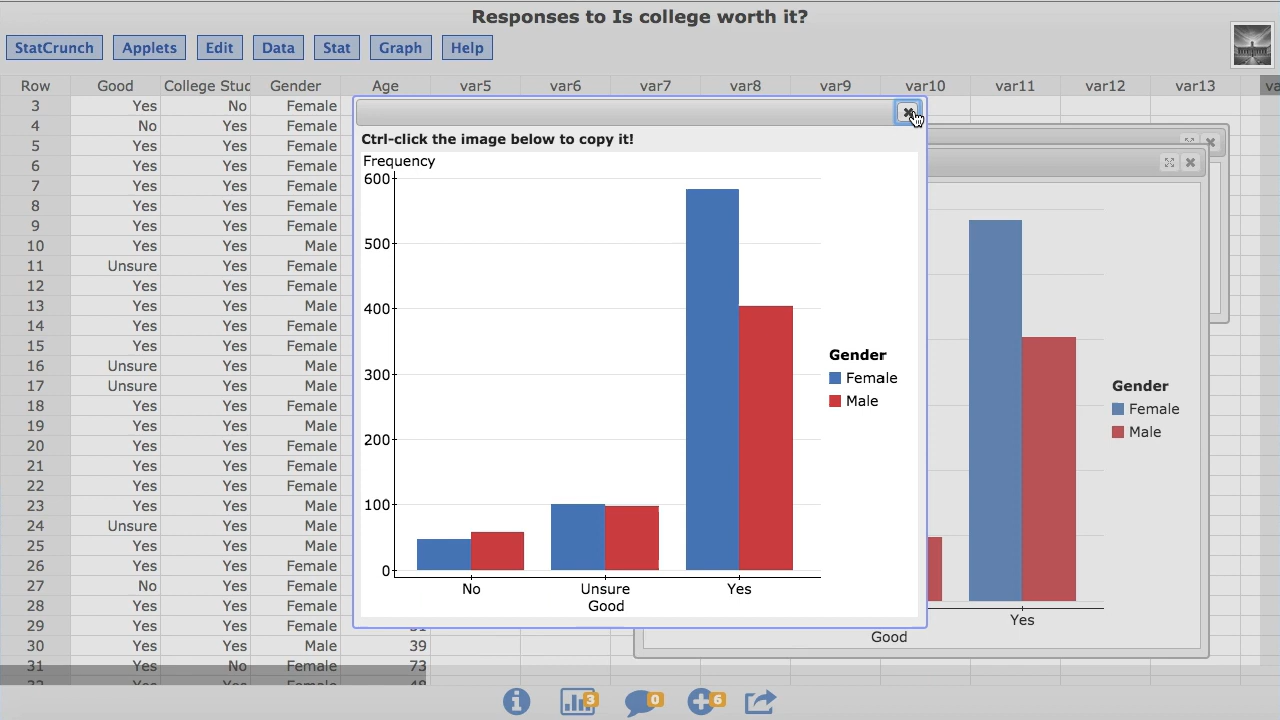 Responses to Is college worth it?
StatCrunch Applets Edit Data Stat Graph Help
Row Good College Stud Gender Age var5 var6 var7 var8 var9 var10 var11 var12 var13 va
3 Yes No Female
4 No Yes Female
5 Yes Yes Female
6 Yes Yes Female
7 Yes Yes Female
8 Yes Yes Female
9 Yes Yes Female
10 Yes Yes Male
11 Unsure Yes Female
12 Yes Yes Female
13 Yes Yes Male
14 Yes Yes Female
15 Yes Yes Female
16 Unsure Yes Male
17 Unsure Yes Male
18 Yes Yes Female
19 Yes Yes Male
20 Yes Yes Female
21 Yes Yes Female
22 Yes Yes Female
23 Yes Yes Male
24 Unsure Yes Male
25 Yes Yes Male
26 Yes Yes Female
27 No Yes Female
28 Yes Yes Female
29 Yes Yes Female
30 Yes Yes Male 39
31 Yes No Female 73
Ctrl-click the image below to copy it!
Frequency
600
500
400
300
200
100
0
No Unsure Yes
Good
Gender
Female
Male
Gender
Female
Male
Yes
Good
3 0 6